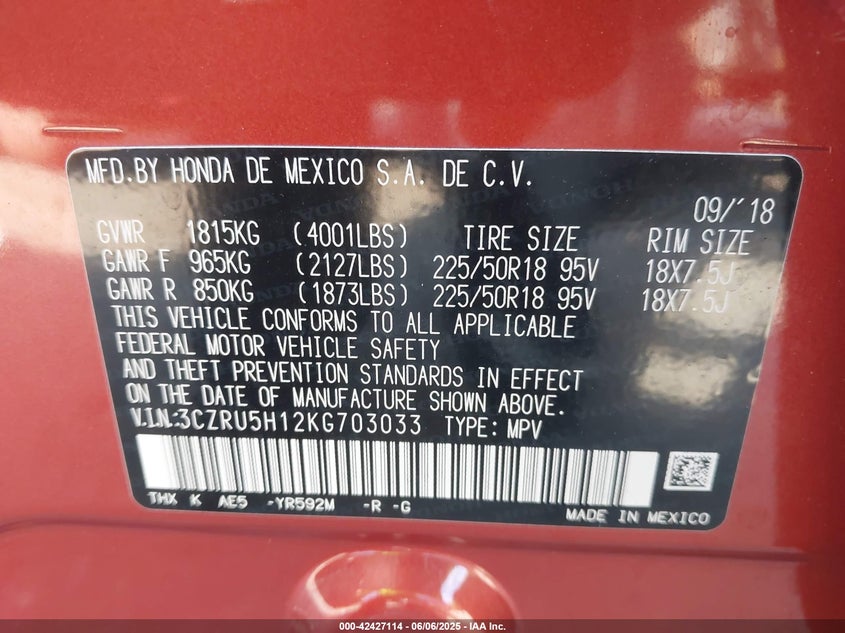 MFD.BY HONDA DE MEXICO S.A. DE C.V.
09/'18
GVWR 1815KG (4001LBS) TIRE SIZE RIM SIZE
GAWR F 965KG (2127LBS) 225/50R18 95V 18X7.5J
GAWR R 850KG (1873LBS) 225/50R18 95V 18X7.5J
THIS VEHICLE CONFORMS TO ALL APPLICABLE
FEDERAL MOTOR VEHICLE SAFETY
AND THEFT PREVENTION STANDARDS IN EFFECT
ON THE DATE OF MANUFACTURE SHOWN ABOVE.
V.I.N:3CZRU5H12KG703033 TYPE: MPV
THX K AE5 -YR592M -R -G
MADE IN MEXICO
000-42427114 - 06/06/2025 - IAA Inc.